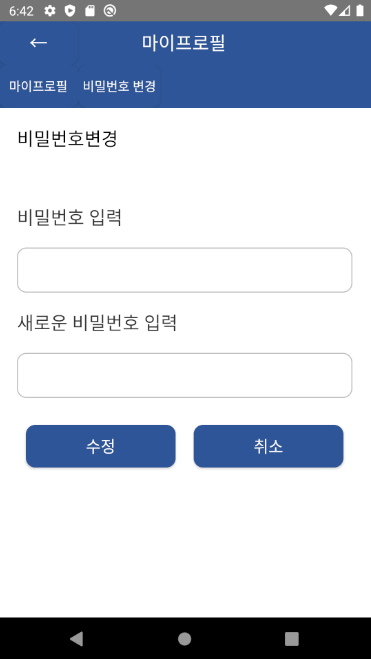 6:42
←
마이프로필
마이프로필 비밀번호 변경
비밀번호변경
비밀번호 입력
새로운 비밀번호 입력
수정 취소